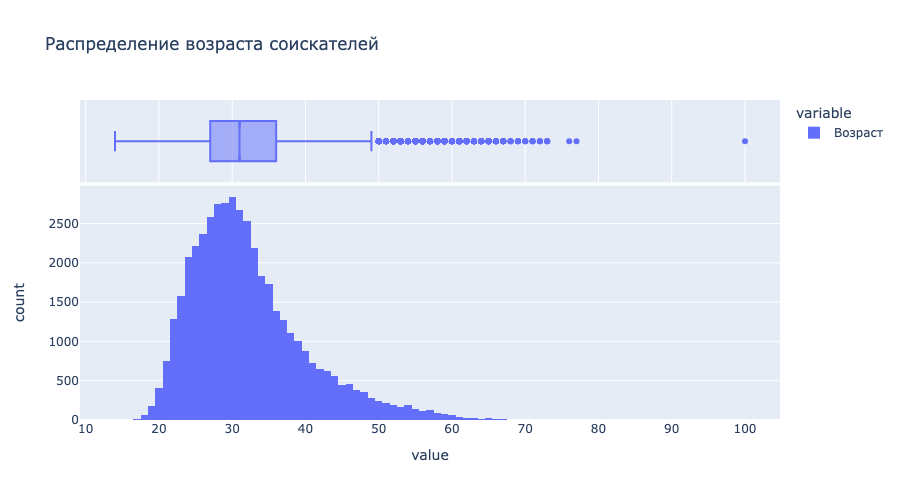 Распределение возраста соискателей
variable
Возраст
count
2500
2000
1500
1000
500
0
10 20 30 40 50 60 70 80 90 100
value